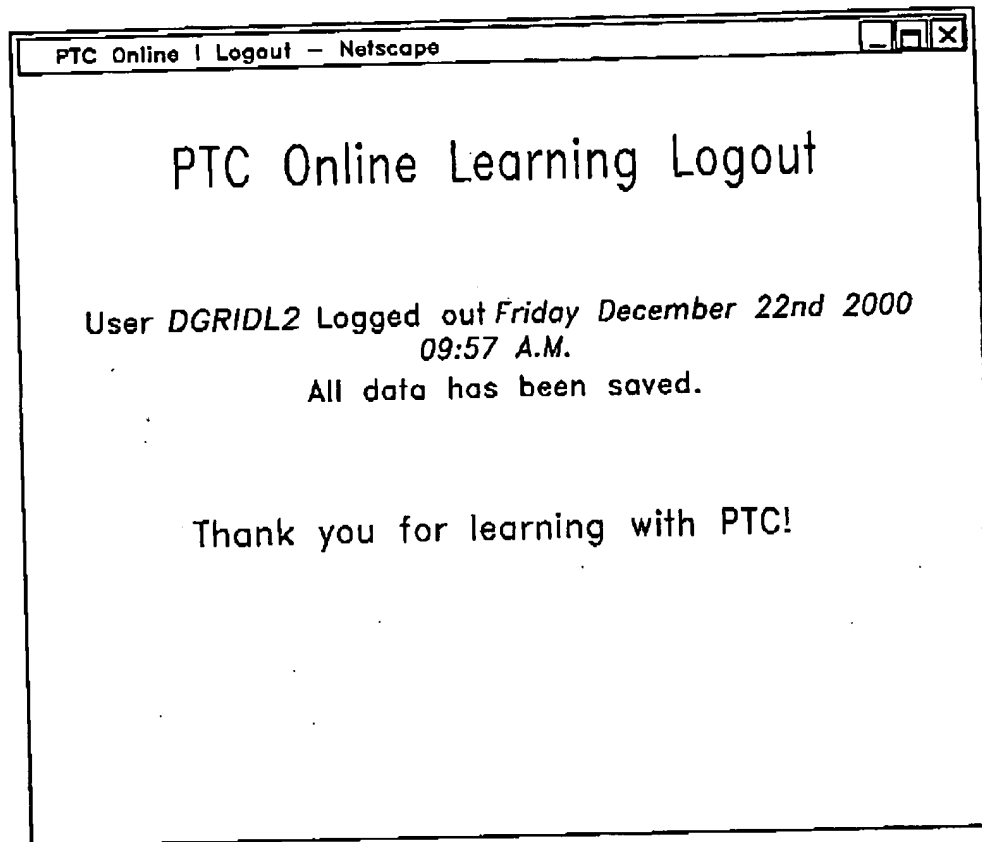 PTC Online | Logout — Netscape
PTC Online Learning Logout
User DGRIDL2 Logged out Friday December 22nd 2000
09:57 A.M.
All data has been saved.
Thank you for learning with PTC!